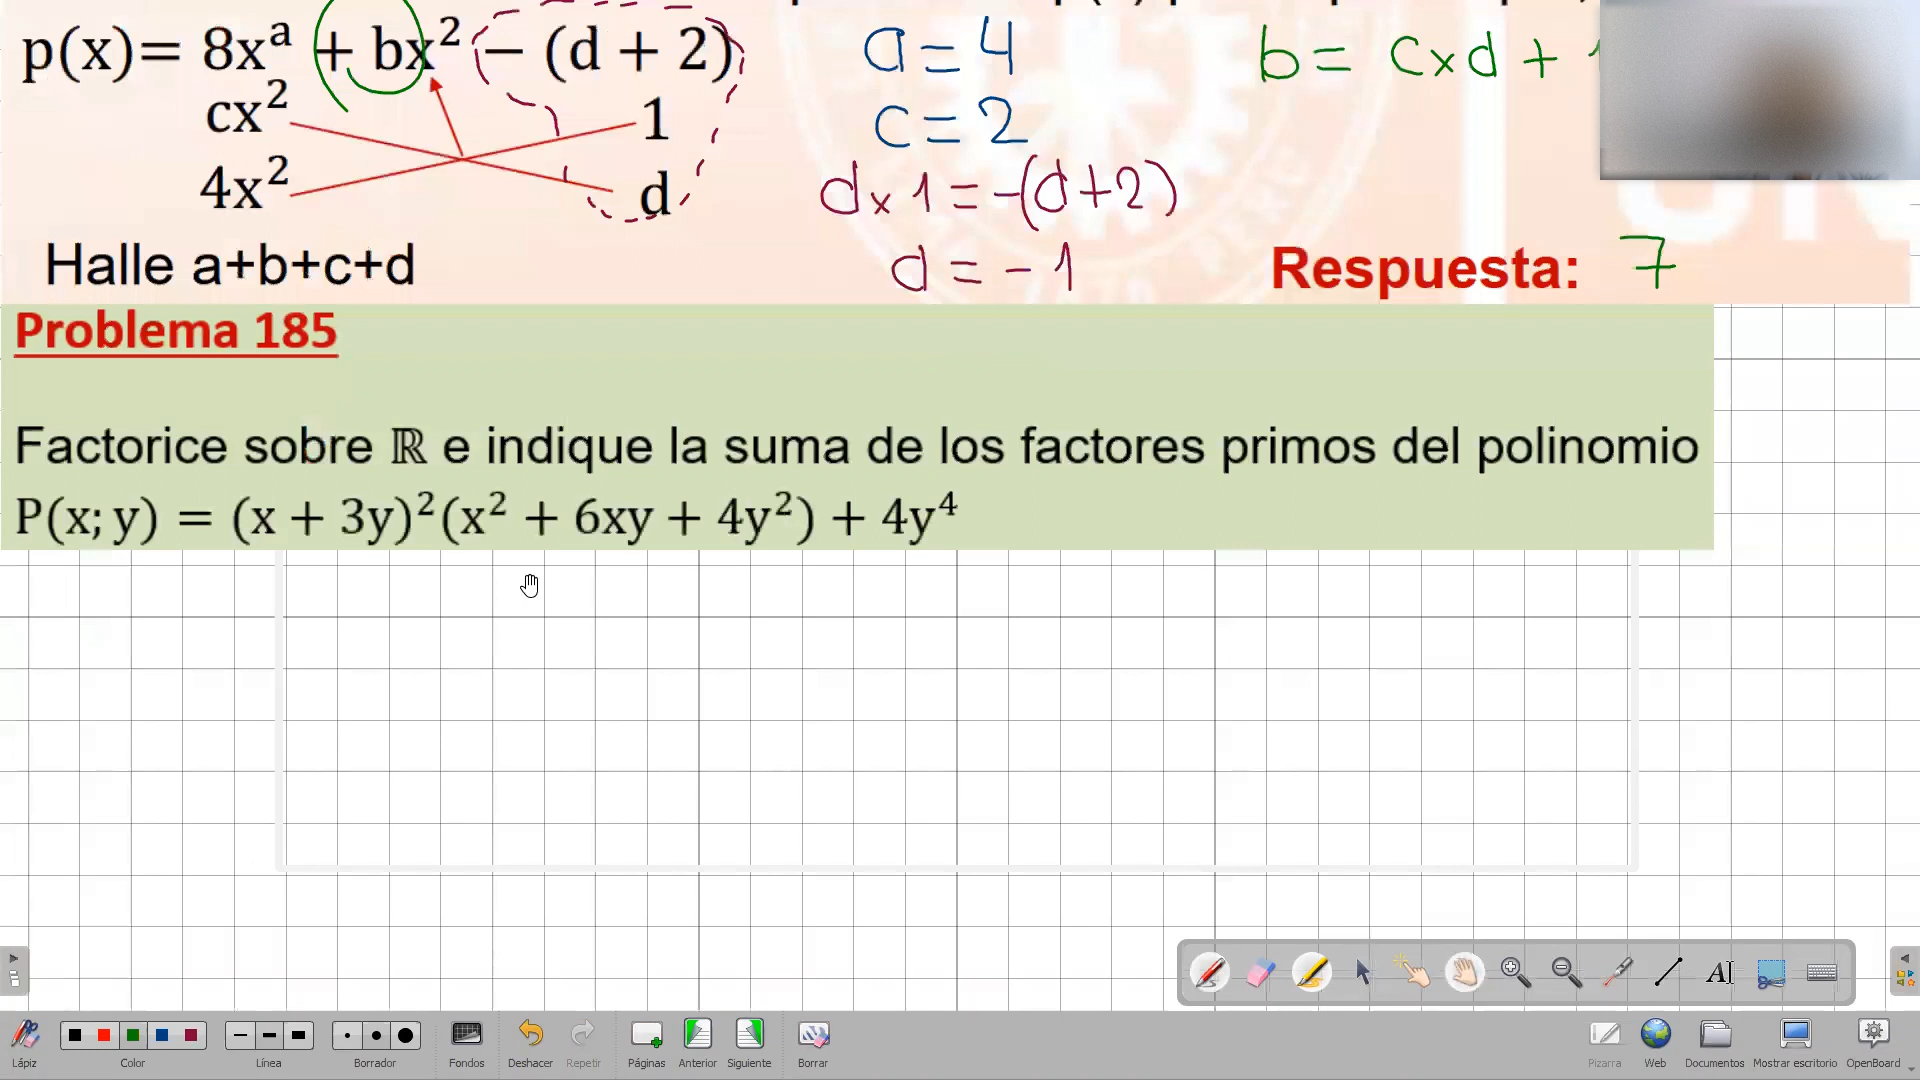 p(x)= 8xᵃ + bx² − (d + 2)
cx² 1
4x² d
Halle a+b+c+d
a = 4
c = 2
d x 1 = -(d+2)
d = - 1
b = c x d +
Respuesta: 7
Problema 185
Factorice sobre ℝ e indique la suma de los factores primos del polinomio
P(x; y) = (x + 3y)²(x² + 6xy + 4y²) + 4y⁴
Lápiz Color Línea Borrador Fondos Deshacer Repetir Páginas Anterior Siguiente Borrar Pizarra Web Documentos Mostrar escritorio OpenBoard